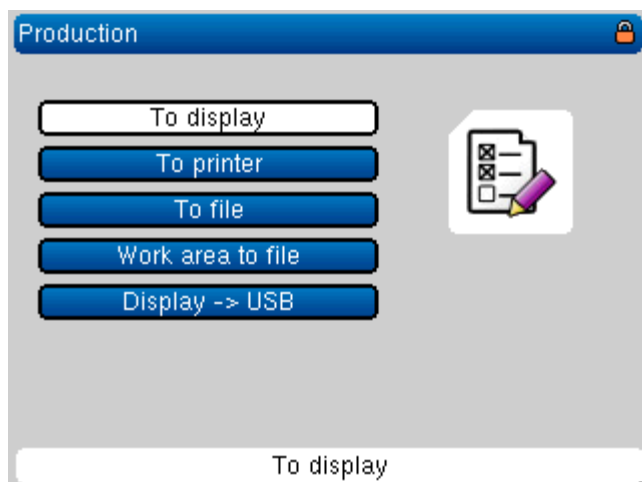 Production
To display
To printer
To file
Work area to file
Display -> USB
To display